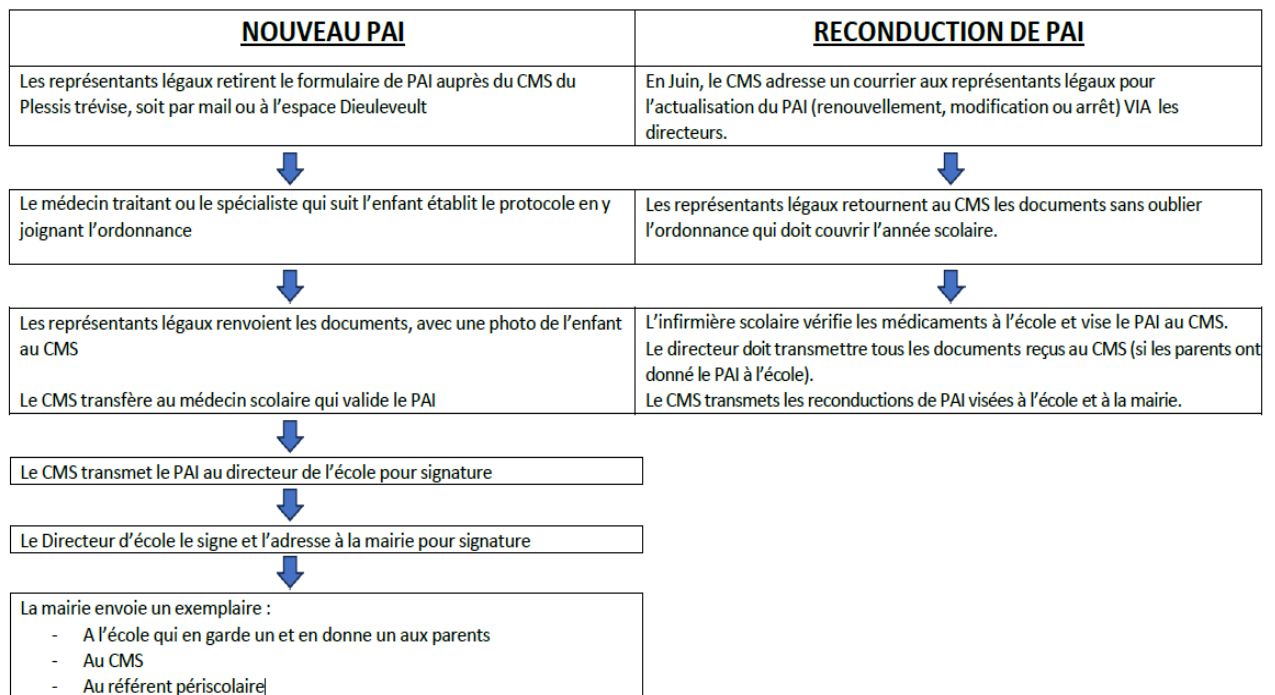 NOUVEAU PAI
RECONDUCTION DE PAI
Les représentants légaux retirent le formulaire de PAI auprès du CMS du
Plessis trévise, soit par mail ou à l'espace Dieuleveult
En Juin, le CMS adresse un courrier aux représentants légaux pour
l'actualisation du PAI (renouvellement, modification ou arrêt) VIA les
directeurs.
Le médecin traitant ou le spécialiste qui suit l'enfant établit le protocole en y
joignant l'ordonnance
Les représentants légaux retournent au CMS les documents sans oublier
l'ordonnance qui doit couvrir l'année scolaire.
Les représentants légaux renvoient les documents, avec une photo de l'enfant
au CMS
Le CMS transfère au médecin scolaire qui valide le PAI
L'infirmière scolaire vérifie les médicaments à l'école et vise le PAI au CMS.
Le directeur doit transmettre tous les documents reçus au CMS (si les parents ont
donné le PAI à l'école).
Le CMS transmets les reconductions de PAI visées à l'école et à la mairie.
Le CMS transmet le PAI au directeur de l'école pour signature
Le Directeur d'école le signe et l'adresse à la mairie pour signature
La mairie envoie un exemplaire :
- A l'école qui en garde un et en donne un aux parents
- Au CMS
- Au référent périscolaire